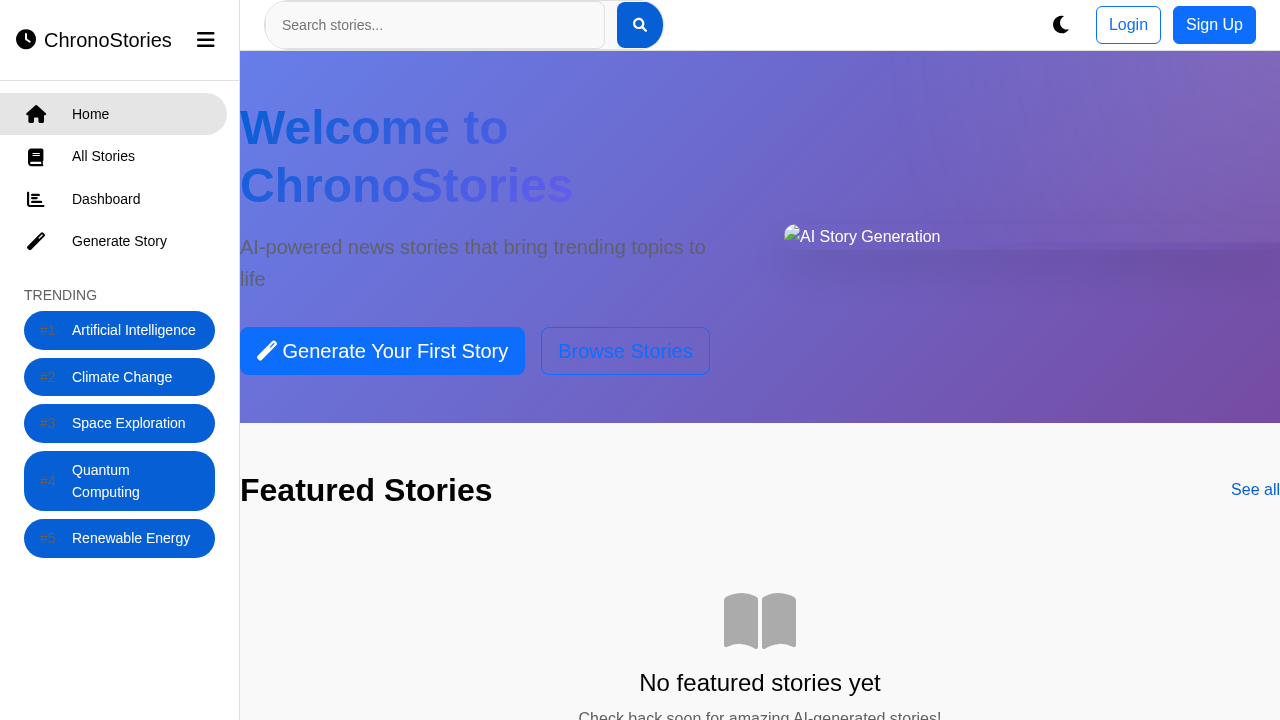 ChronoStories
Search stories...
Login
Sign Up
Home
All Stories
Dashboard
Generate Story
TRENDING
#1 Artificial Intelligence
#2 Climate Change
#3 Space Exploration
#4 Quantum
Computing
#5 Renewable Energy
Welcome to
ChronoStories
AI-powered news stories that bring trending topics to
life
Generate Your First Story
Browse Stories
AI Story Generation
Featured Stories
See all
No featured stories yet
Check back soon for amazing AI-generated stories!